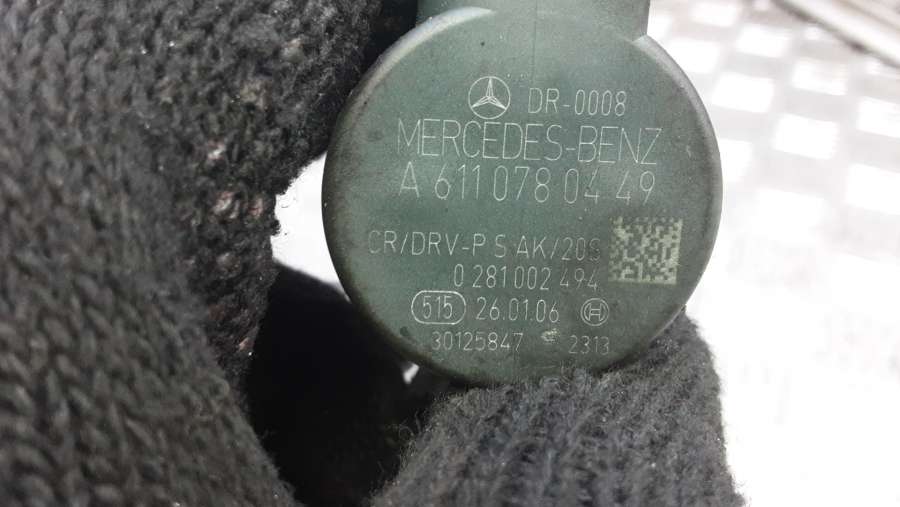 DR-0008
MERCEDES-BENZ
A 611 078 04 49
CR/DRV-P S AK/20S
0 281 002 494
515 26.01.06
30125847 2313